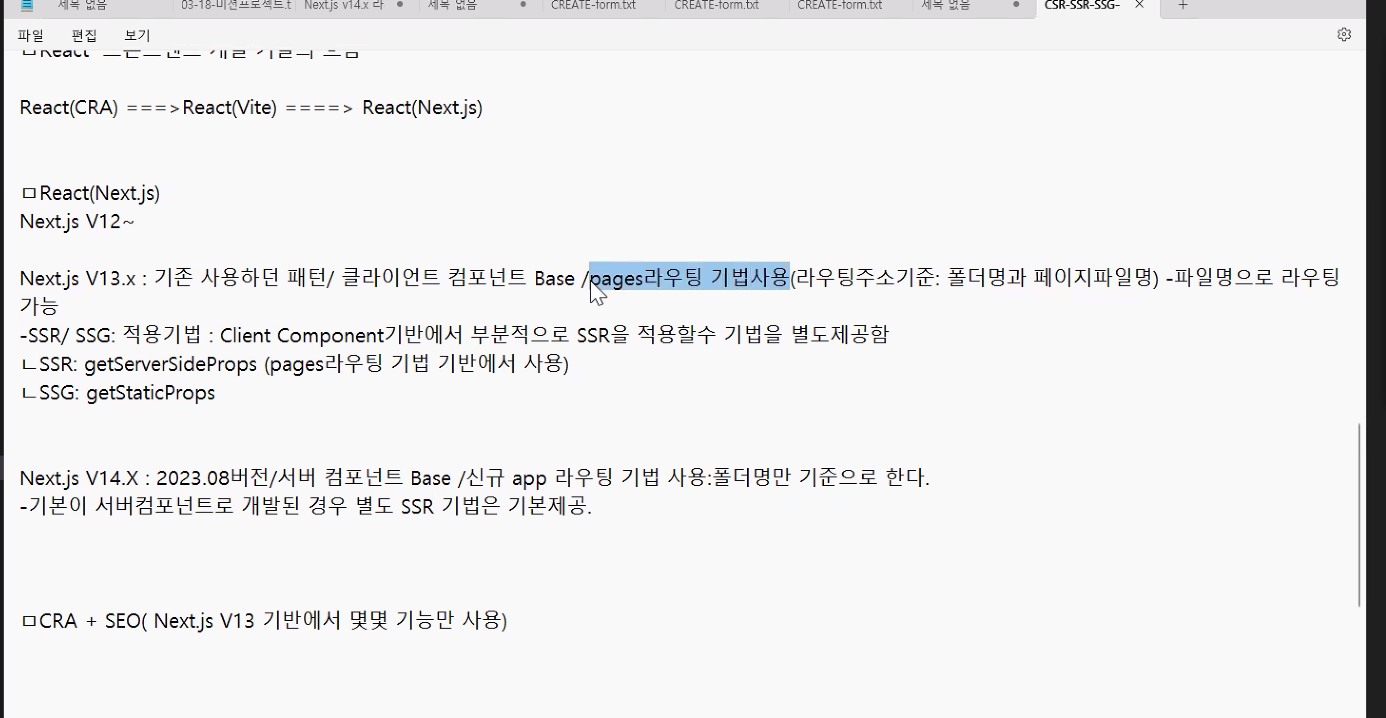 제목 없음
03-18-미션프로젝트.t
Next.js v14.x 라
제목 없음
CREATE-form.txt
CREATE-form.txt
CREATE-form.txt
제목 없음
CSR-SSR-SSG-
파일 편집 보기
ㅁReact
React(CRA) ===>React(Vite) ====> React(Next.js)
ㅁReact(Next.js)
Next.js V12~
Next.js V13.x : 기존 사용하던 패턴/ 클라이언트 컴포넌트 Base /pages라우팅 기법사용(라우팅주소기준: 폴더명과 페이지파일명) -파일명으로 라우팅
가능
-SSR/ SSG: 적용기법 : Client Component기반에서 부분적으로 SSR을 적용할수 기법을 별도제공함
ㄴSSR: getServerSideProps (pages라우팅 기법 기반에서 사용)
ㄴSSG: getStaticProps
Next.js V14.X : 2023.08버전/서버 컴포넌트 Base /신규 app 라우팅 기법 사용:폴더명만 기준으로 한다.
-기본이 서버컴포넌트로 개발된 경우 별도 SSR 기법은 기본제공.
ㅁCRA + SEO( Next.js V13 기반에서 몇몇 기능만 사용)